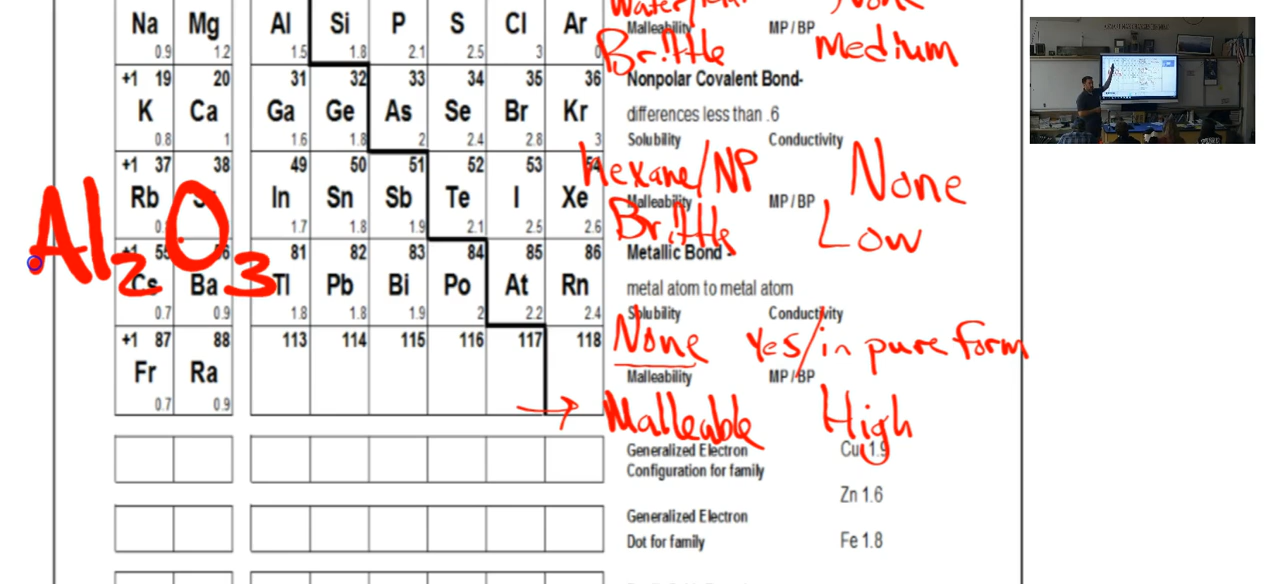 Na Mg Al Si P S Cl Ar
Malleability MP / BP
0.9 1.2 1.5 1.8 2.1 2.5 3 0
Brittle Medium
+1 19 20 31 32 33 34 35 36
Nonpolar Covalent Bond-
K Ca Ga Ge As Se Br Kr
differences less than .6
0.8 1 1.6 1.8 2 2.4 2.8 3
Solubility Conductivity
+1 37 38 49 50 51 52 53 54
Hexane/NP None
Rb In Sn Sb Te I Xe
Malleability MP / BP
1.7 1.8 1.9 2.1 2.5 2.6
Brittle Low
Al2O3
+1 55 56 81 82 83 84 85 86
Metallic Bond -
Cs Ba Tl Pb Bi Po At Rn
metal atom to metal atom
0.7 0.9 1.8 1.8 1.9 2 2.2 2.4
Solubility Conductivity
+1 87 88 113 114 115 116 117 118
None Yes/in pure form
Fr Ra
Malleability MP / BP
0.7 0.9
Malleable High
Generalized Electron Cu 1.9
Configuration for family
Zn 1.6
Generalized Electron
Dot for family Fe 1.8